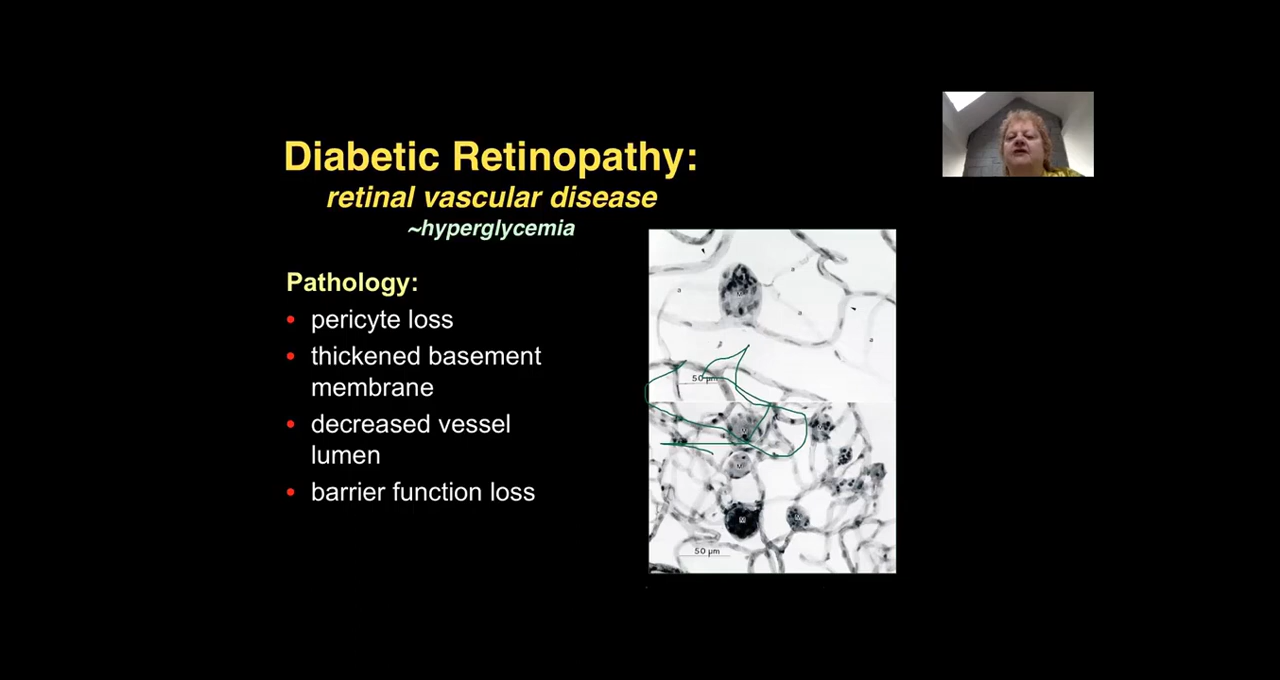 Diabetic Retinopathy:
retinal vascular disease
~hyperglycemia
Pathology:
• pericyte loss
• thickened basement
membrane
• decreased vessel
lumen
• barrier function loss
a
a
a
a
50 µm
M
M
M
50 µm